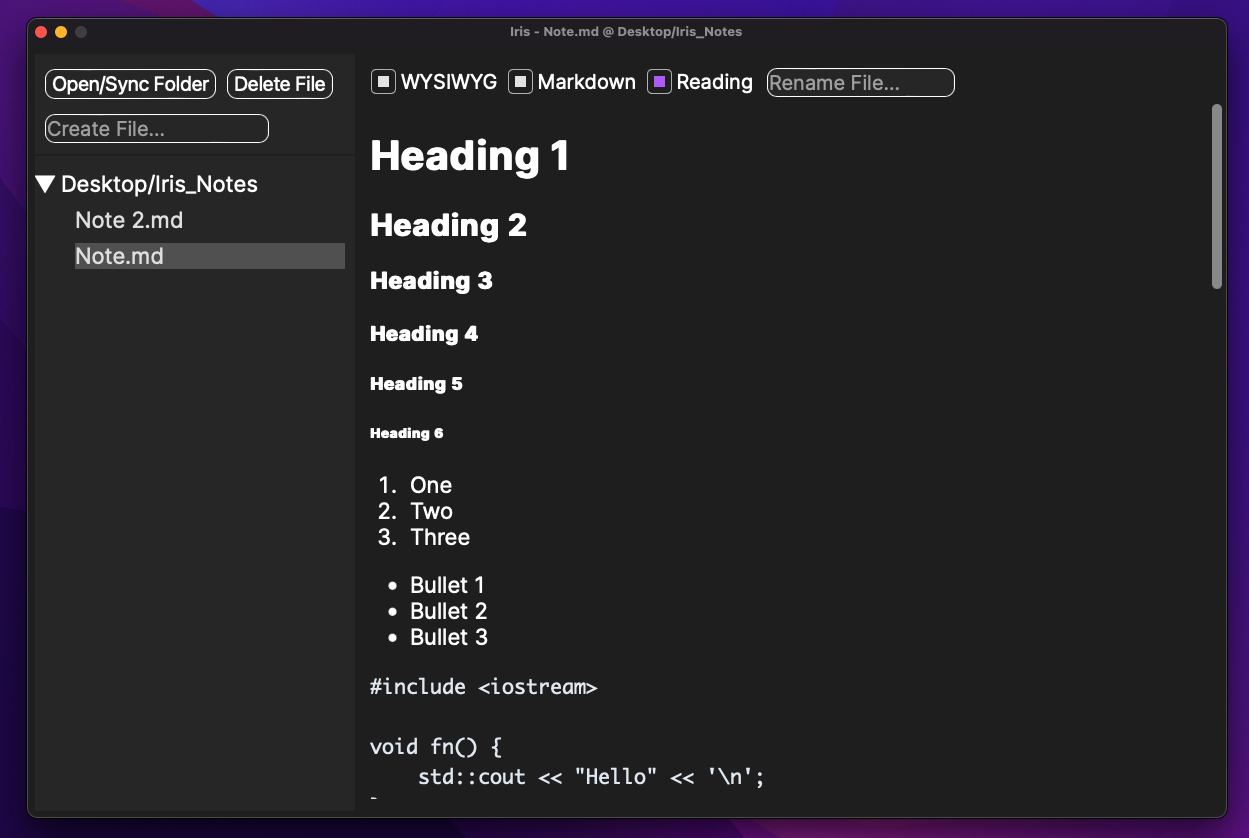 Iris - Note.md @ Desktop/Iris_Notes
Open/Sync Folder Delete File
Create File...
Desktop/Iris_Notes
Note 2.md
Note.md
WYSIWYG Markdown Reading Rename File...
Heading 1
Heading 2
Heading 3
Heading 4
Heading 5
Heading 6
1. One
2. Two
3. Three
• Bullet 1
• Bullet 2
• Bullet 3
#include <iostream>
void fn() {
    std::cout << "Hello" << '\n';